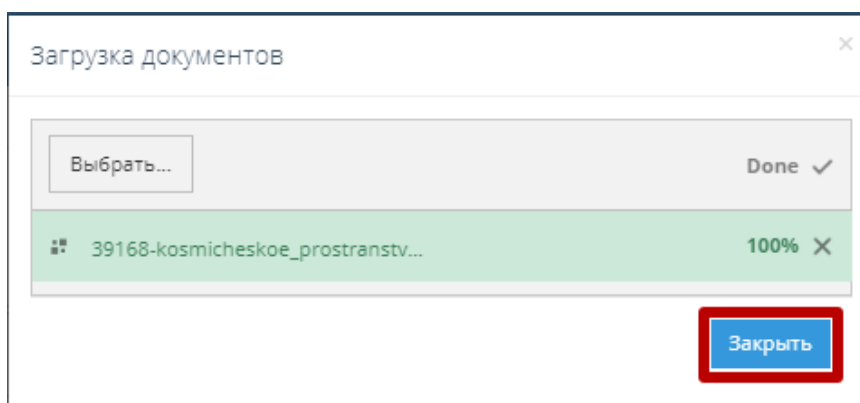 Загрузка документов
Выбрать...
Done
39168-kosmicheskoe_prostranstv...
100%
Закрыть